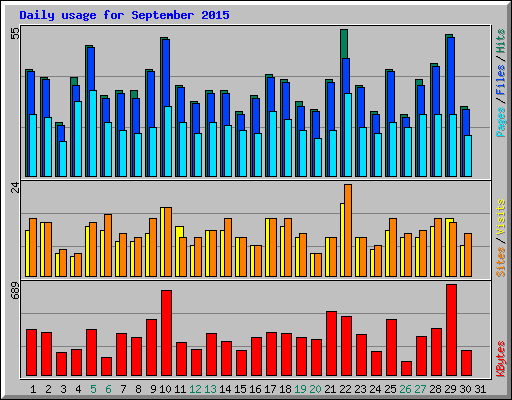 Daily usage for September 2015
55
Pages / Files / Hits
24
Sites / Visits
689
KBytes
1 2 3 4 5 6 7 8 9 10 11 12 13 14 15 16 17 18 19 20 21 22 23 24 25 26 27 28 29 30 31